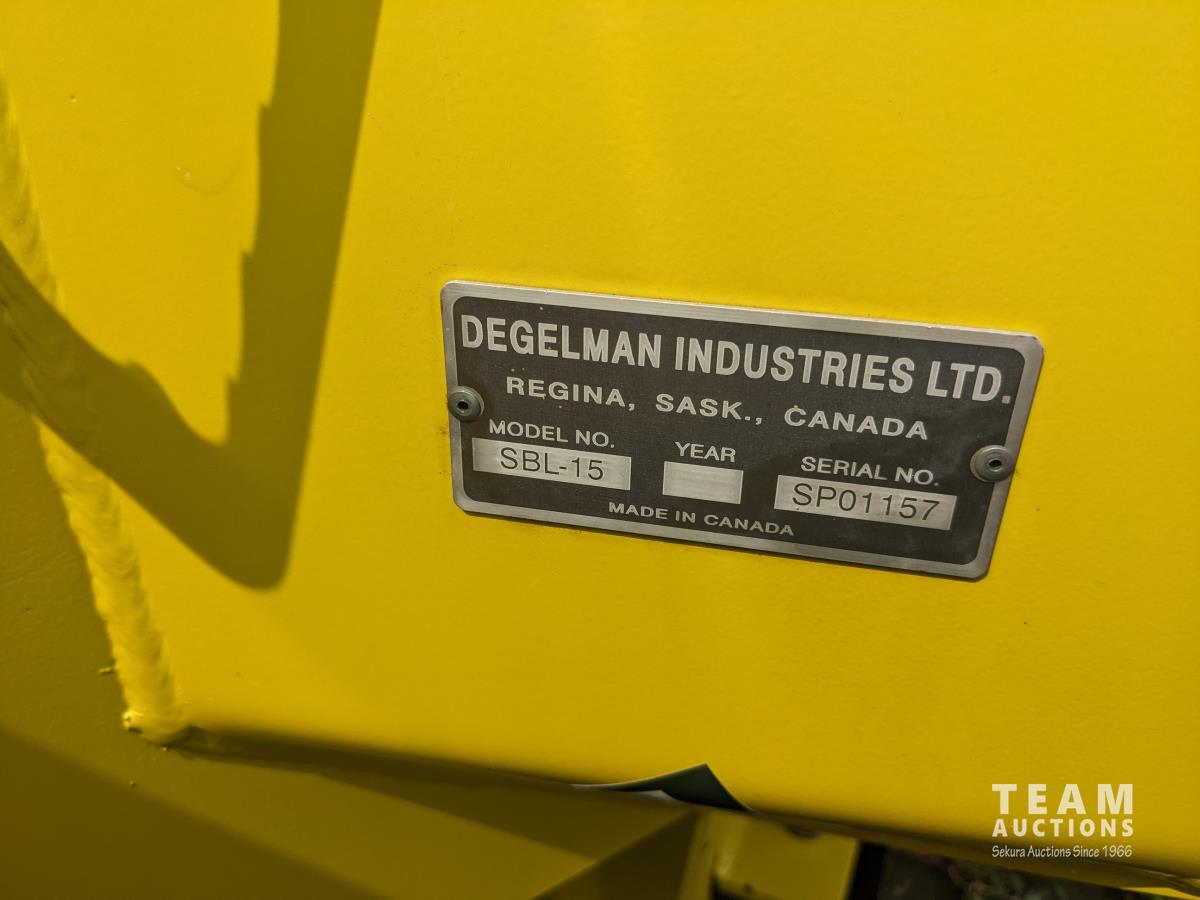 DEGELMAN INDUSTRIES LTD.
REGINA, SASK., CANADA
MODEL NO. YEAR SERIAL NO.
SBL-15 SP01157
MADE IN CANADA
TEAM
AUCTIONS
Sekura Auctions Since 1966